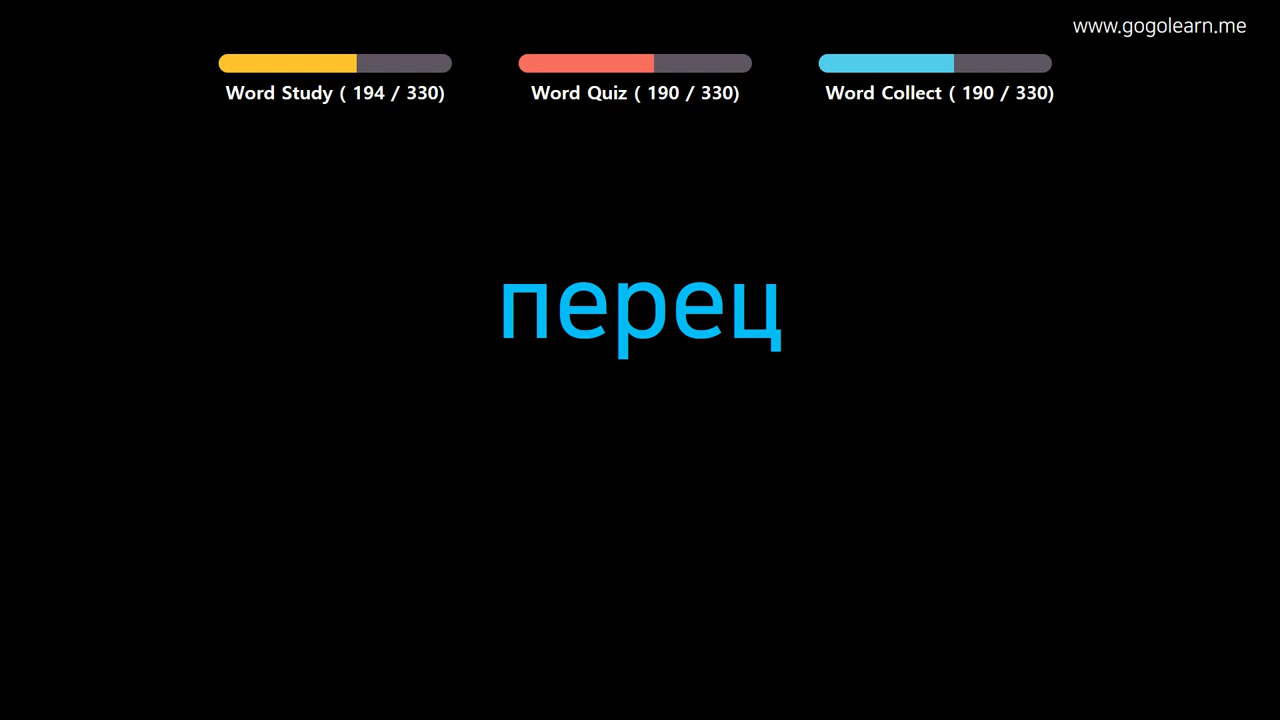 www.gogolearn.me
Word Study ( 194 / 330)
Word Quiz ( 190 / 330)
Word Collect ( 190 / 330)
перец